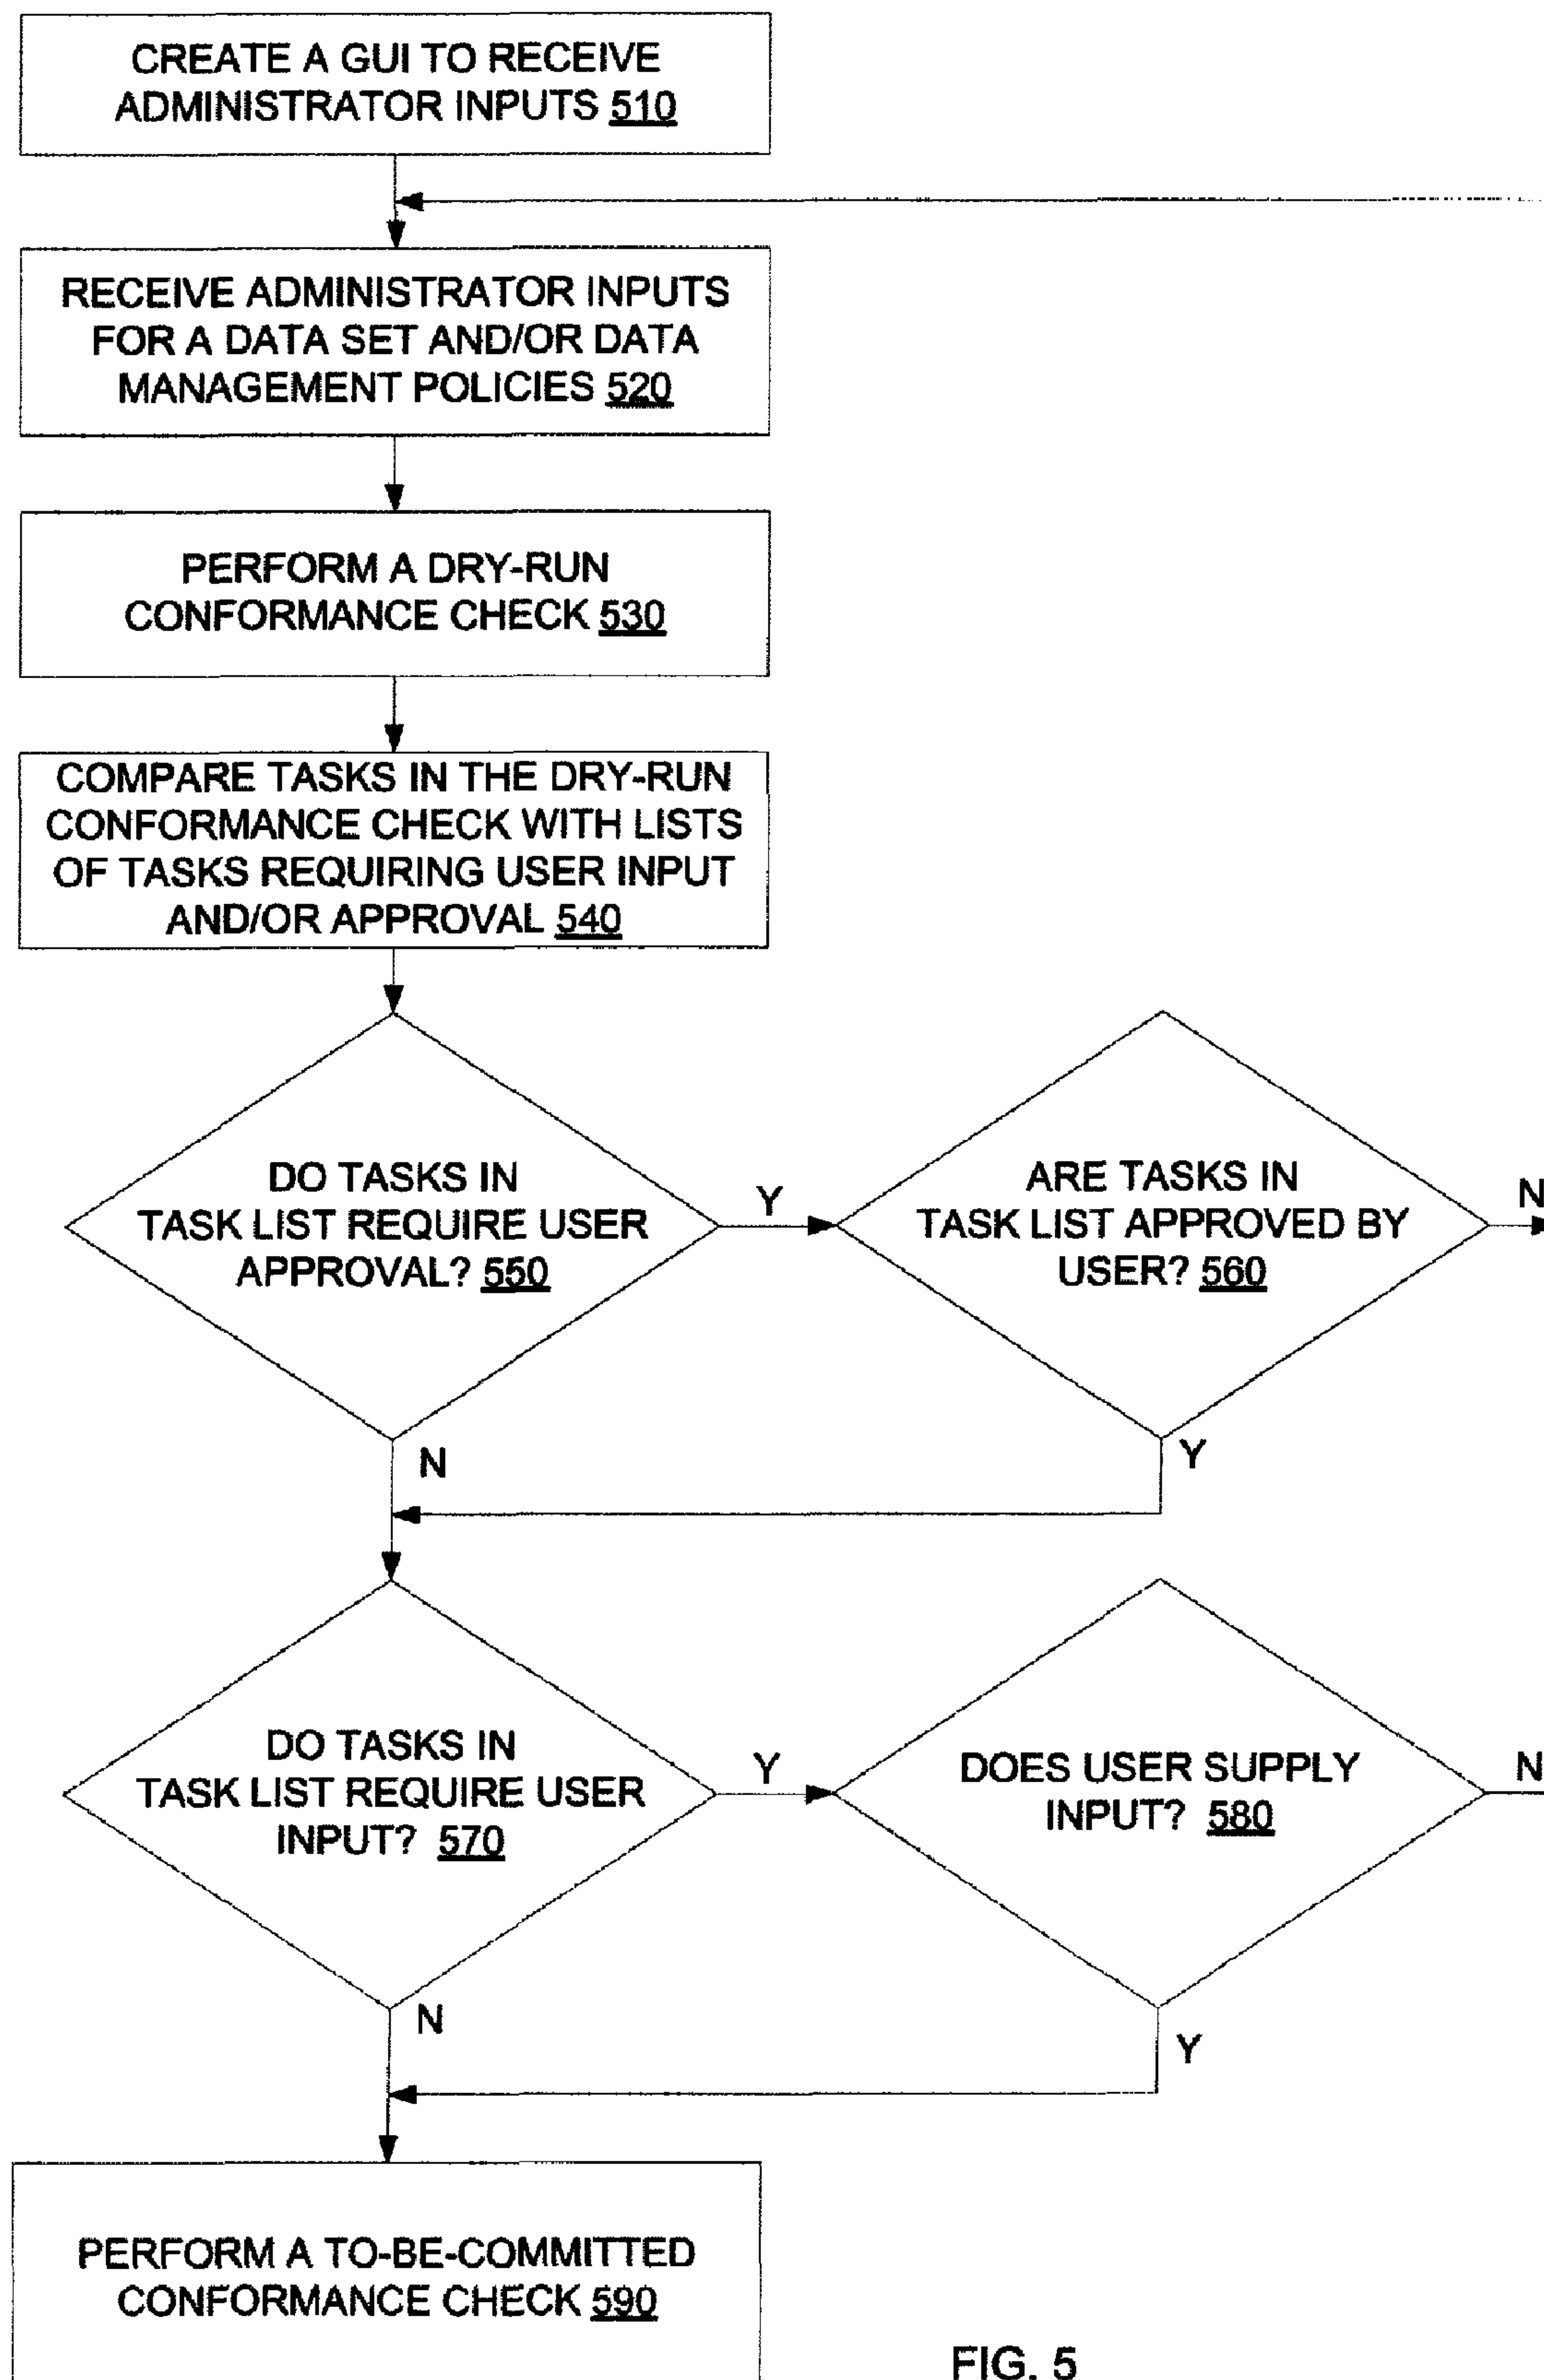 CREATE A GUI TO RECEIVE
ADMINISTRATOR INPUTS 510
RECEIVE ADMINISTRATOR INPUTS
FOR A DATA SET AND/OR DATA
MANAGEMENT POLICIES 520
PERFORM A DRY-RUN
CONFORMANCE CHECK 530
COMPARE TASKS IN THE DRY-RUN
CONFORMANCE CHECK WITH LISTS
OF TASKS REQUIRING USER INPUT
AND/OR APPROVAL 540
DO TASKS IN
TASK LIST REQUIRE USER
APPROVAL? 550
Y
ARE TASKS IN
TASK LIST APPROVED BY
USER? 560
N
N
Y
DO TASKS IN
TASK LIST REQUIRE USER
INPUT? 570
Y
DOES USER SUPPLY
INPUT? 580
N
N
Y
PERFORM A TO-BE-COMMITTED
CONFORMANCE CHECK 590
FIG. 5